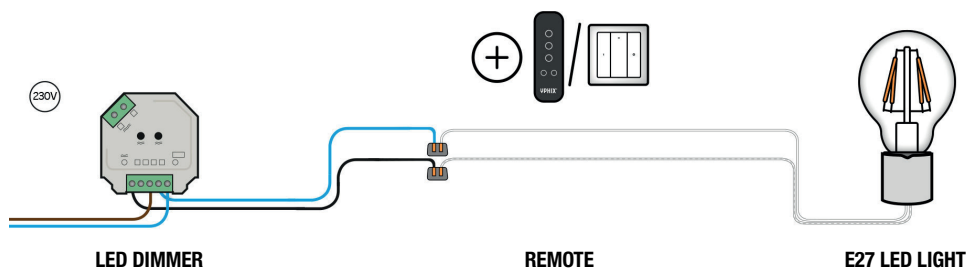 230V
VPHIX
LED DIMMER
REMOTE
E27 LED LIGHT